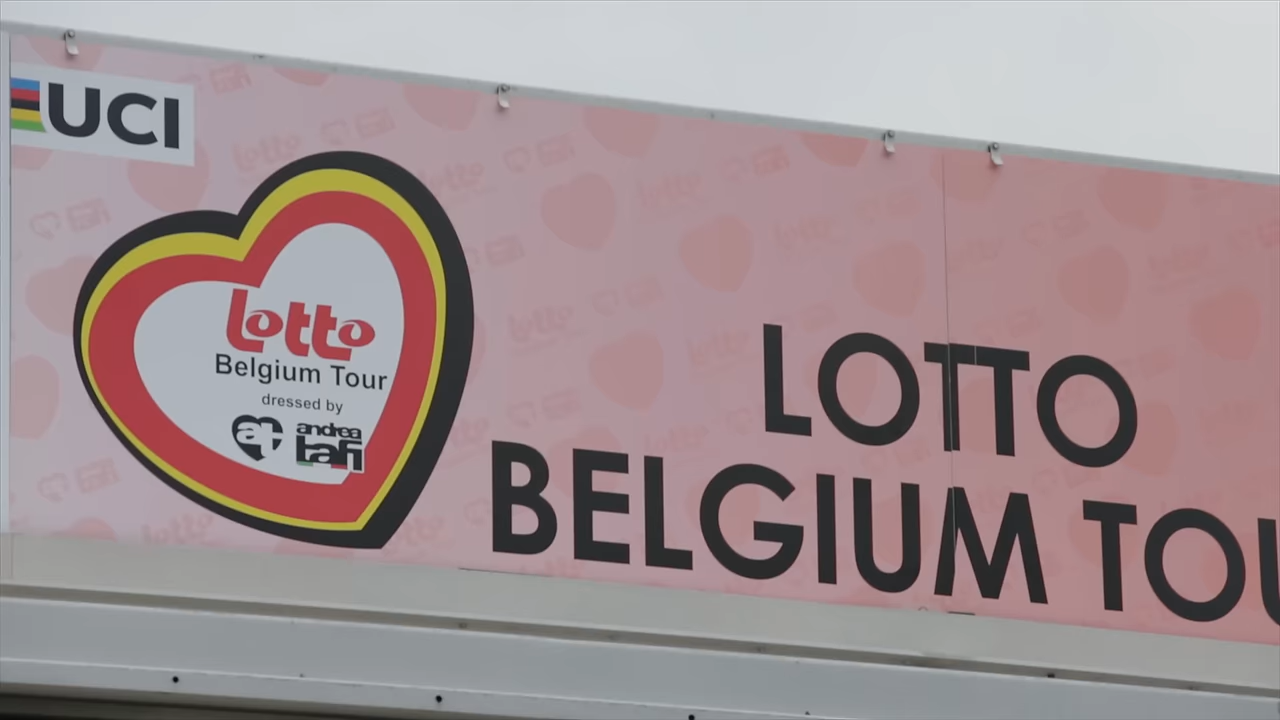 UCI
lotto
Belgium Tour
dressed by
at andrea
tafi
LOTTO
BELGIUM TOU